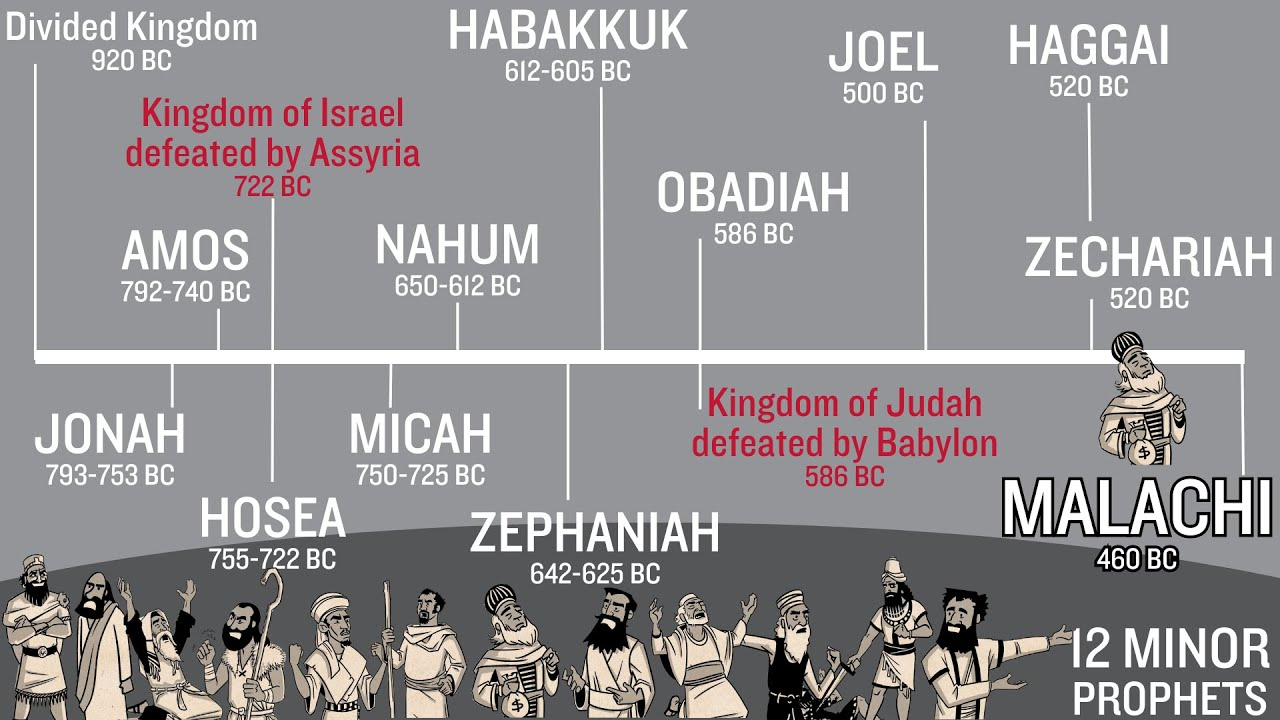 Divided Kingdom
920 BC
HABAKKUK
612-605 BC
JOEL
500 BC
HAGGAI
520 BC
Kingdom of Israel
defeated by Assyria
722 BC
OBADIAH
586 BC
AMOS
792-740 BC
NAHUM
650-612 BC
ZECHARIAH
520 BC
JONAH
793-753 BC
MICAH
750-725 BC
Kingdom of Judah
defeated by Babylon
586 BC
$
HOSEA
755-722 BC
ZEPHANIAH
642-625 BC
MALACHI
460 BC
$
12 MINOR
PROPHETS